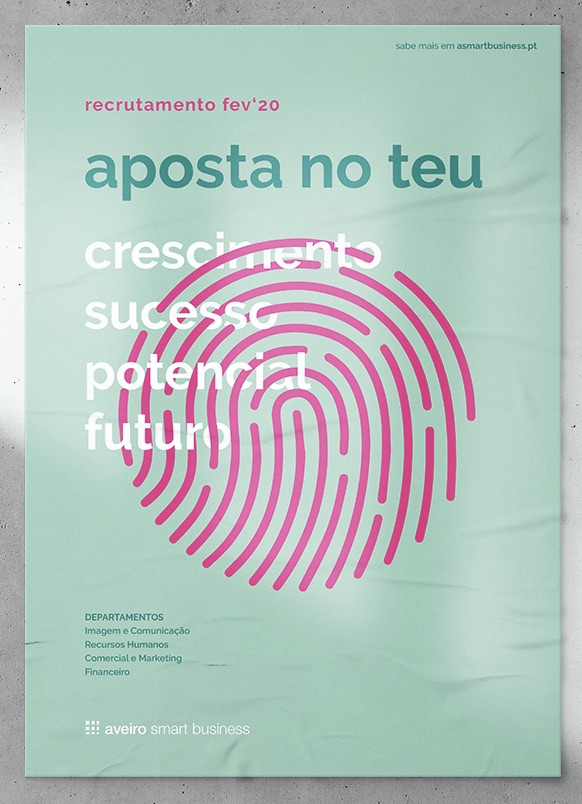 sabe mais em asmartbusiness.pt
recrutamento fev‘20
aposta no teu
crescimento
sucesso
potencial
futuro
DEPARTAMENTOS
Imagem e Comunicação
Recursos Humanos
Comercial e Marketing
Financeiro
aveiro smart business